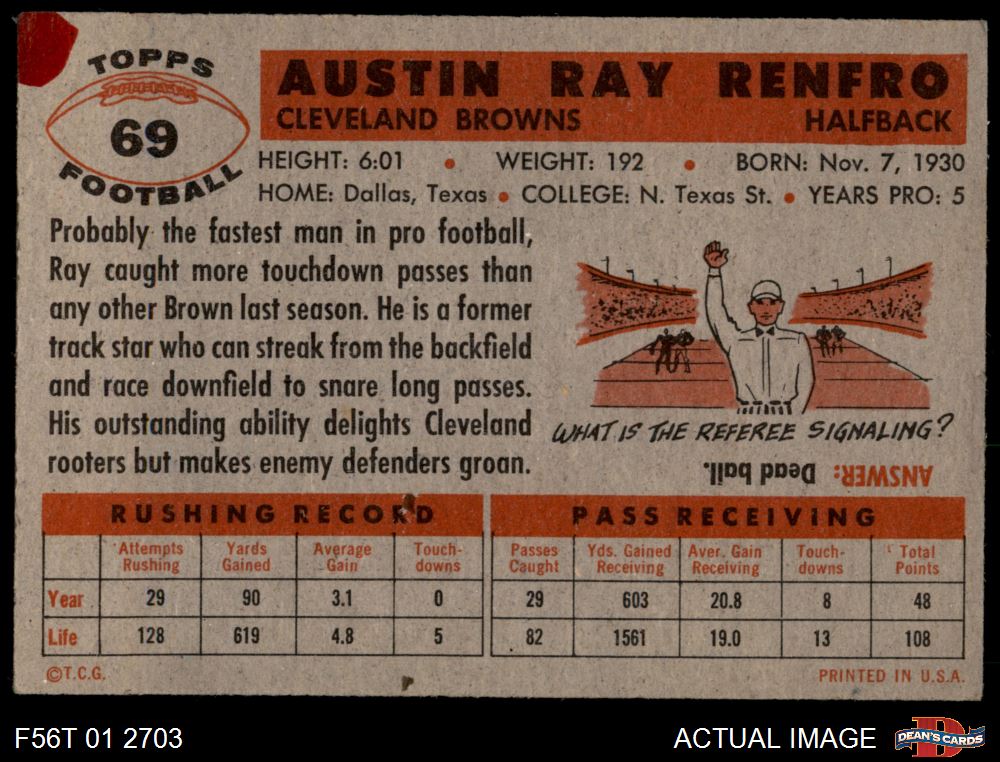 TOPPS
69
FOOTBALL
AUSTIN RAY RENFRO
CLEVELAND BROWNS HALFBACK
HEIGHT: 6:01 • WEIGHT: 192 • BORN: Nov. 7, 1930
HOME: Dallas, Texas • COLLEGE: N. Texas St. • YEARS PRO: 5
Probably the fastest man in pro football,
Ray caught more touchdown passes than
any other Brown last season. He is a former
track star who can streak from the backfield
and race downfield to snare long passes.
His outstanding ability delights Cleveland
rooters but makes enemy defenders groan.
WHAT IS THE REFEREE SIGNALING?
ANSWER: Dead ball.
RUSHING RECORD
Attempts Rushing Yards Gained Average Gain Touch-downs
Year 29 90 3.1 0
Life 128 619 4.8 5
PASS RECEIVING
Passes Caught Yds. Gained Receiving Aver. Gain Receiving Touch-downs Total Points
29 603 20.8 8 48
82 1561 19.0 13 108
©T.C.G. PRINTED IN U.S.A.
F56T 01 2703 ACTUAL IMAGE DEAN'S CARDS